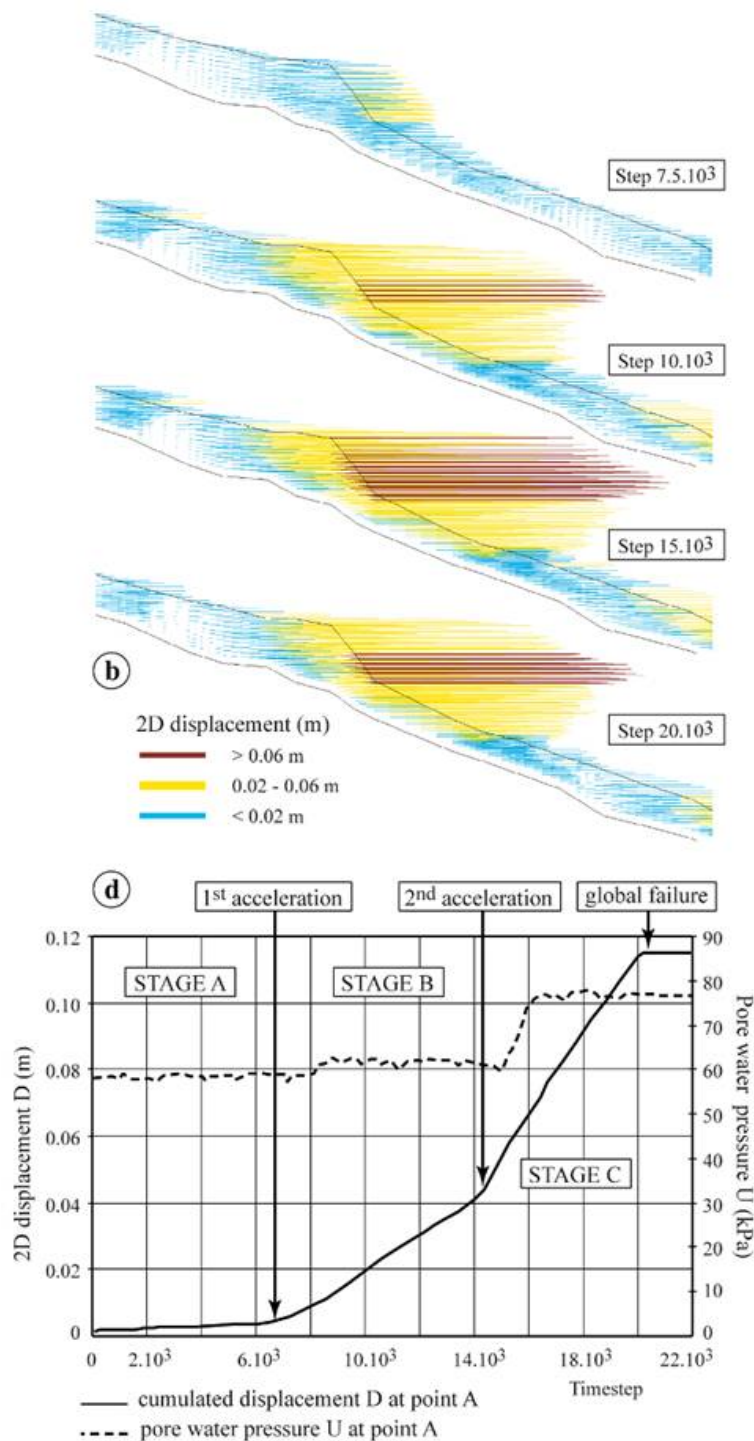 Step 7.5.10³
Step 10.10³
Step 15.10³
b
2D displacement (m)
> 0.06 m
0.02 - 0.06 m
< 0.02 m
Step 20.10³
d
1st acceleration
2nd acceleration
global failure
0.12
0.10
0.08
0.06
0.04
0.02
0
2D displacement D (m)
STAGE A
STAGE B
STAGE C
90
80
70
60
50
40
30
20
10
0
Pore water pressure U (kPa)
0 2.10³ 6.10³ 10.10³ 14.10³ 18.10³ 22.10³
Timestep
cumulated displacement D at point A
pore water pressure U at point A